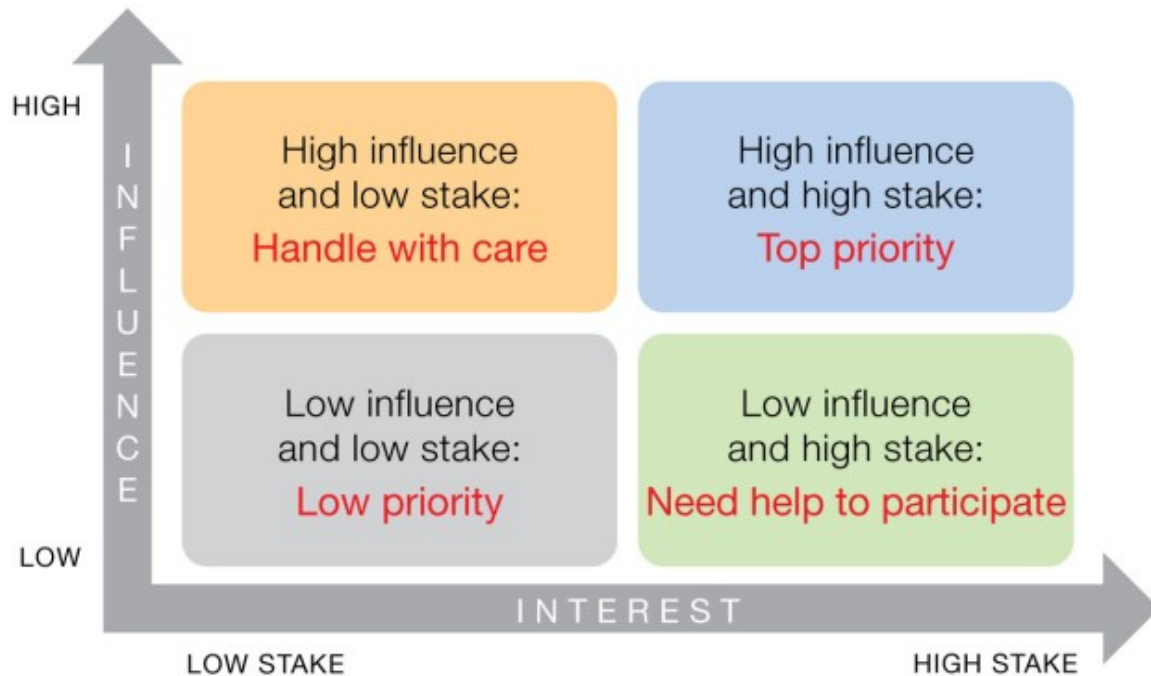 HIGH
INFLUENCE
High influence
and low stake:
Handle with care
High influence
and high stake:
Top priority
Low influence
and low stake:
Low priority
Low influence
and high stake:
Need help to participate
LOW
INTEREST
LOW STAKE
HIGH STAKE